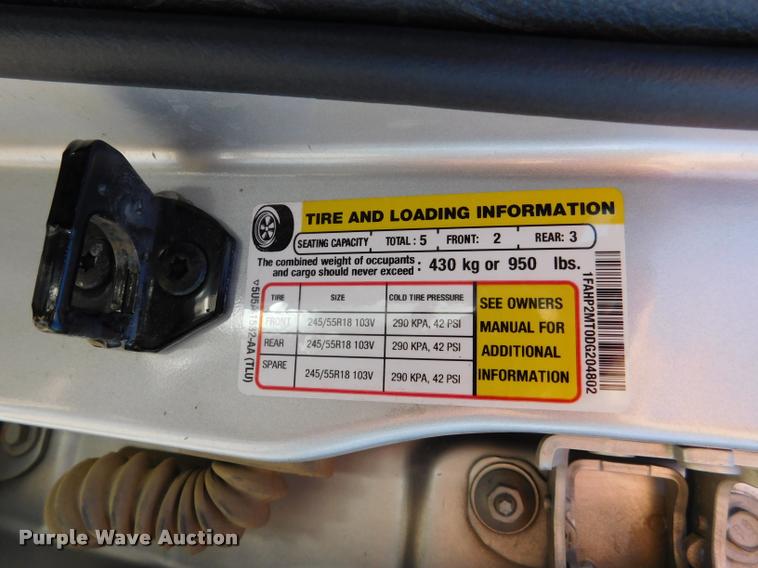 TIRE AND LOADING INFORMATION
SEATING CAPACITY TOTAL : 5 FRONT: 2 REAR: 3
The combined weight of occupants
and cargo should never exceed : 430 kg or 950 lbs.
TIRE SIZE COLD TIRE PRESSURE
FRONT 245/55R18 103V 290 KPA, 42 PSI
REAR 245/55R18 103V 290 KPA, 42 PSI
SPARE 245/55R18 103V 290 KPA, 42 PSI
SEE OWNERS
MANUAL FOR
ADDITIONAL
INFORMATION
1FAHP2MT0DG204802
Purple Wave Auction
Purple Wave Auction